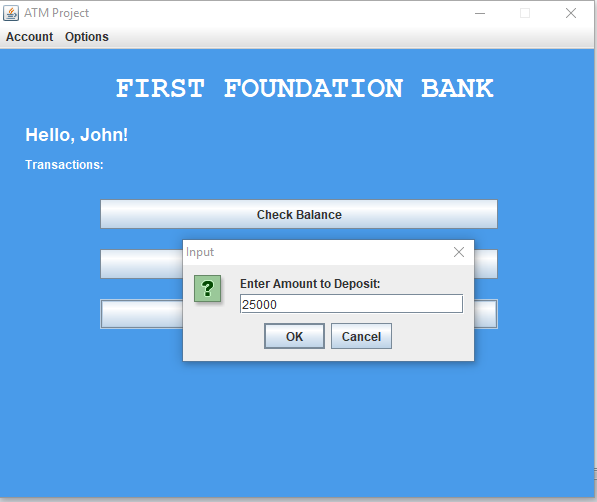 ATM Project
Account Options
FIRST FOUNDATION BANK
Hello, John!
Transactions:
Check Balance
Input
?
Enter Amount to Deposit:
25000
OK Cancel